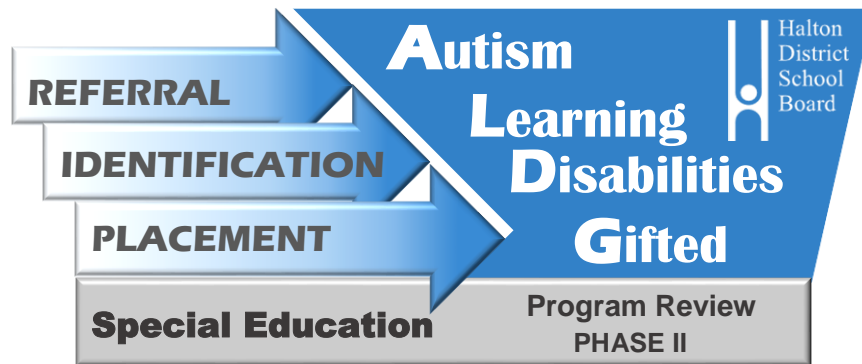 REFERRAL
IDENTIFICATION
PLACEMENT
Autism
Learning
Disabilities
Gifted
Halton
District
School
Board
Special Education
Program Review
PHASE II